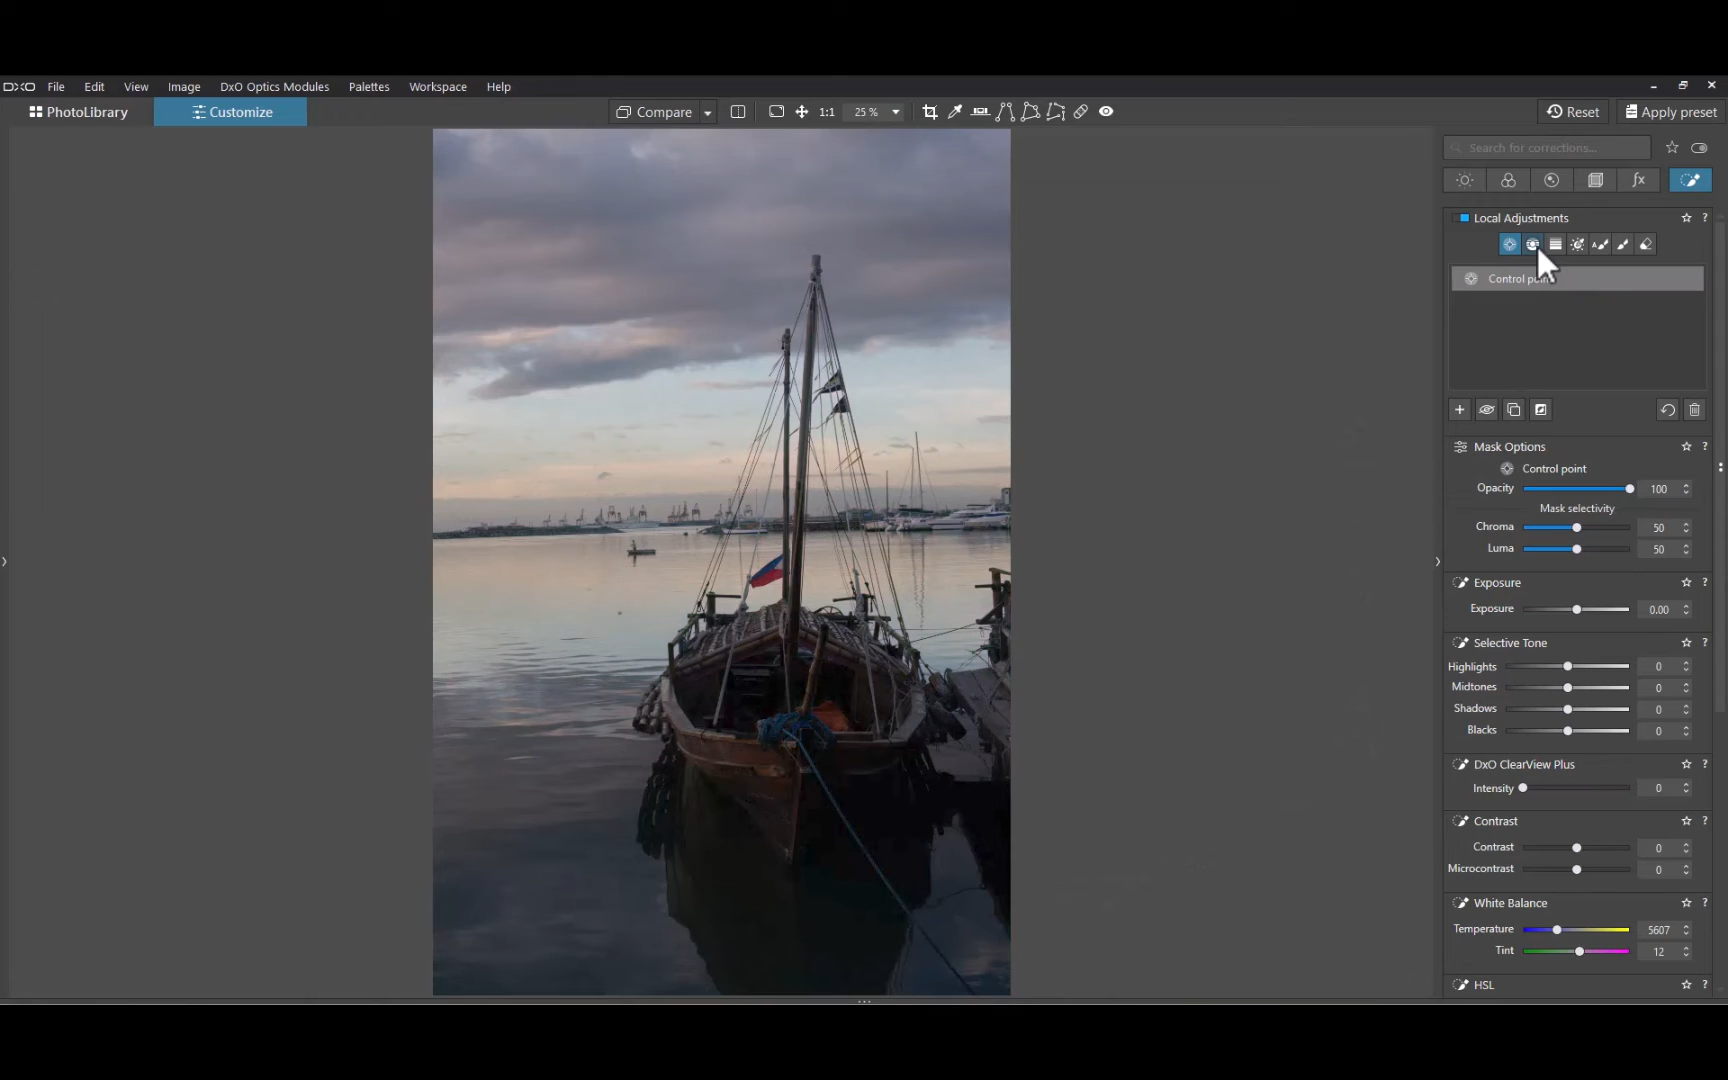 DXO File Edit View Image DxO Optics Modules Palettes Workspace Help
PhotoLibrary Customize Compare 1:1 25 % Reset Apply preset
Search for corrections...
fx
Local Adjustments ?
A
Control
Mask Options ?
Control point
Opacity 100
Mask selectivity
Chroma 50
Luma 50
Exposure ?
Exposure 0.00
Selective Tone ?
Highlights 0
Midtones 0
Shadows 0
Blacks 0
DxO ClearView Plus ?
Intensity 0
Contrast ?
Contrast 0
Microcontrast 0
White Balance ?
Temperature 5607
Tint 12
HSL ?